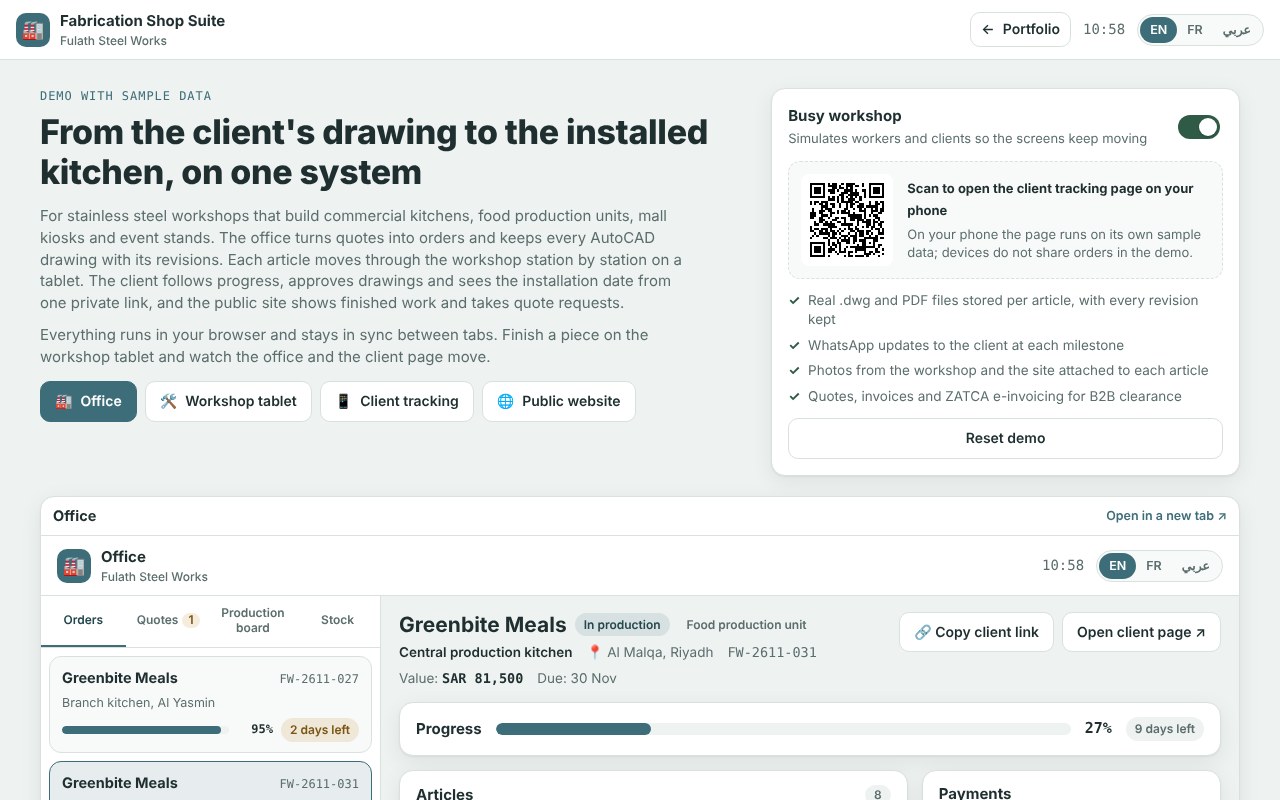 Fabrication Shop Suite
Fulath Steel Works
← Portfolio
10:58
EN FR عربي
DEMO WITH SAMPLE DATA
From the client's drawing to the installed
kitchen, on one system
For stainless steel workshops that build commercial kitchens, food production units, mall
kiosks and event stands. The office turns quotes into orders and keeps every AutoCAD
drawing with its revisions. Each article moves through the workshop station by station on a
tablet. The client follows progress, approves drawings and sees the installation date from
one private link, and the public site shows finished work and takes quote requests.
Everything runs in your browser and stays in sync between tabs. Finish a piece on the
workshop tablet and watch the office and the client page move.
Office
Workshop tablet
Client tracking
Public website
Busy workshop
Simulates workers and clients so the screens keep moving
Scan to open the client tracking page on your
phone
On your phone the page runs on its own sample
data; devices do not share orders in the demo.
Real .dwg and PDF files stored per article, with every revision
kept
WhatsApp updates to the client at each milestone
Photos from the workshop and the site attached to each article
Quotes, invoices and ZATCA e-invoicing for B2B clearance
Reset demo
Office
Open in a new tab ↗
Office
Fulath Steel Works
10:58
EN FR عربي
Orders
Quotes 1
Production
board
Stock
Greenbite Meals
FW-2611-027
Branch kitchen, Al Yasmin
95%
2 days left
Greenbite Meals
FW-2611-031
Greenbite Meals
In production
Food production unit
Central production kitchen
Al Malqa, Riyadh
FW-2611-031
Value: SAR 81,500
Due: 30 Nov
Copy client link
Open client page ↗
Progress
27%
9 days left
Articles
8
Payments